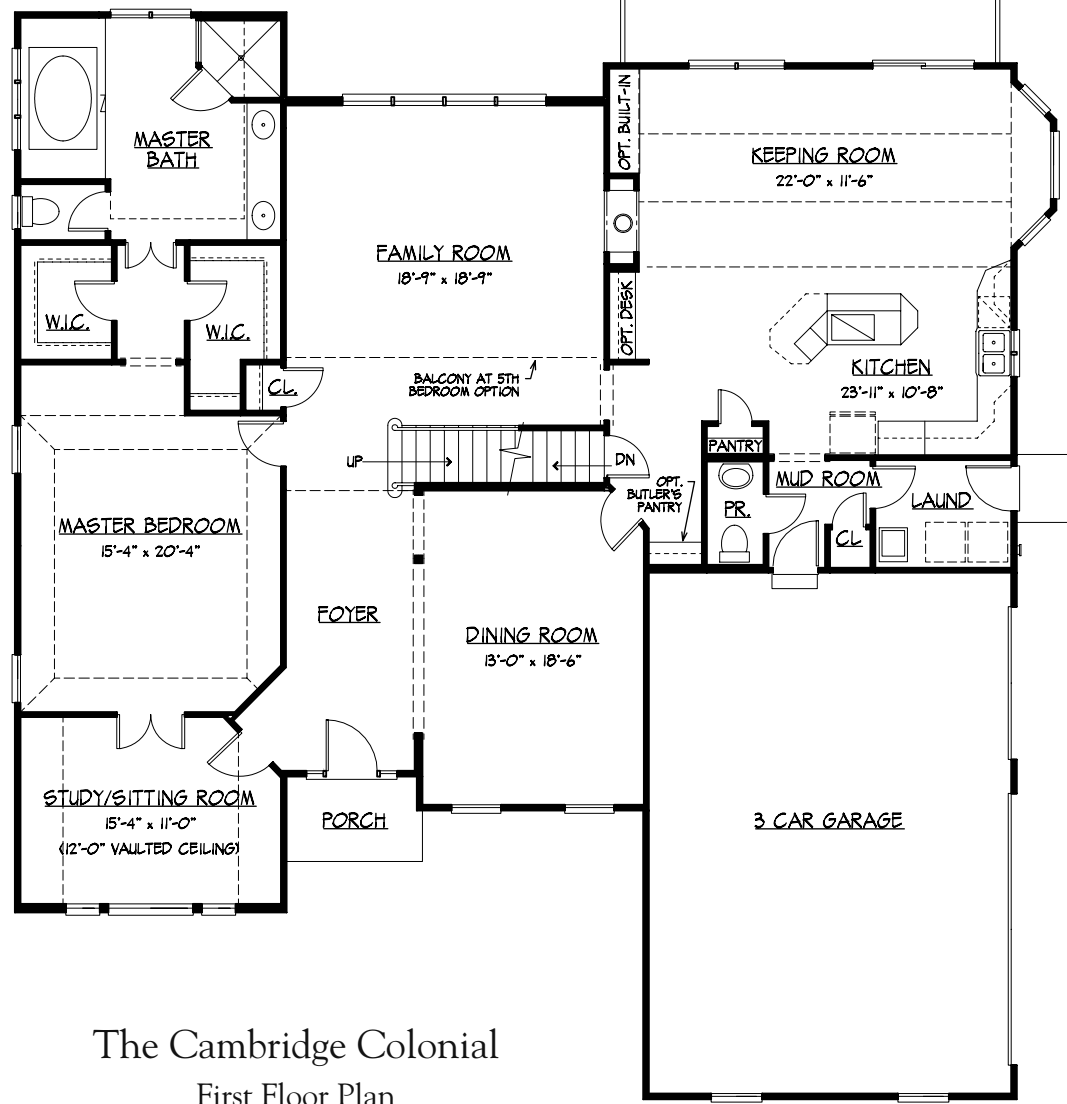 MASTER
BATH
OPT. BUILT-IN
KEEPING ROOM
22'-0" x 11'-6"
FAMILY ROOM
18'-9" x 18'-9"
W.I.C.
W.I.C.
OPT. DESK
CL.
BALCONY AT 5TH
BEDROOM OPTION
KITCHEN
23'-11" x 10'-8"
PANTRY
UP
DN
MUD ROOM
OPT.
BUTLER'S
PANTRY
PR.
LAUND
CL
MASTER BEDROOM
15'-4" x 20'-4"
FOYER
DINING ROOM
13'-0" x 18'-6"
STUDY/SITTING ROOM
15'-4" x 11'-0"
(12'-0" VAULTED CEILING)
PORCH
3 CAR GARAGE
The Cambridge Colonial
First Floor Plan